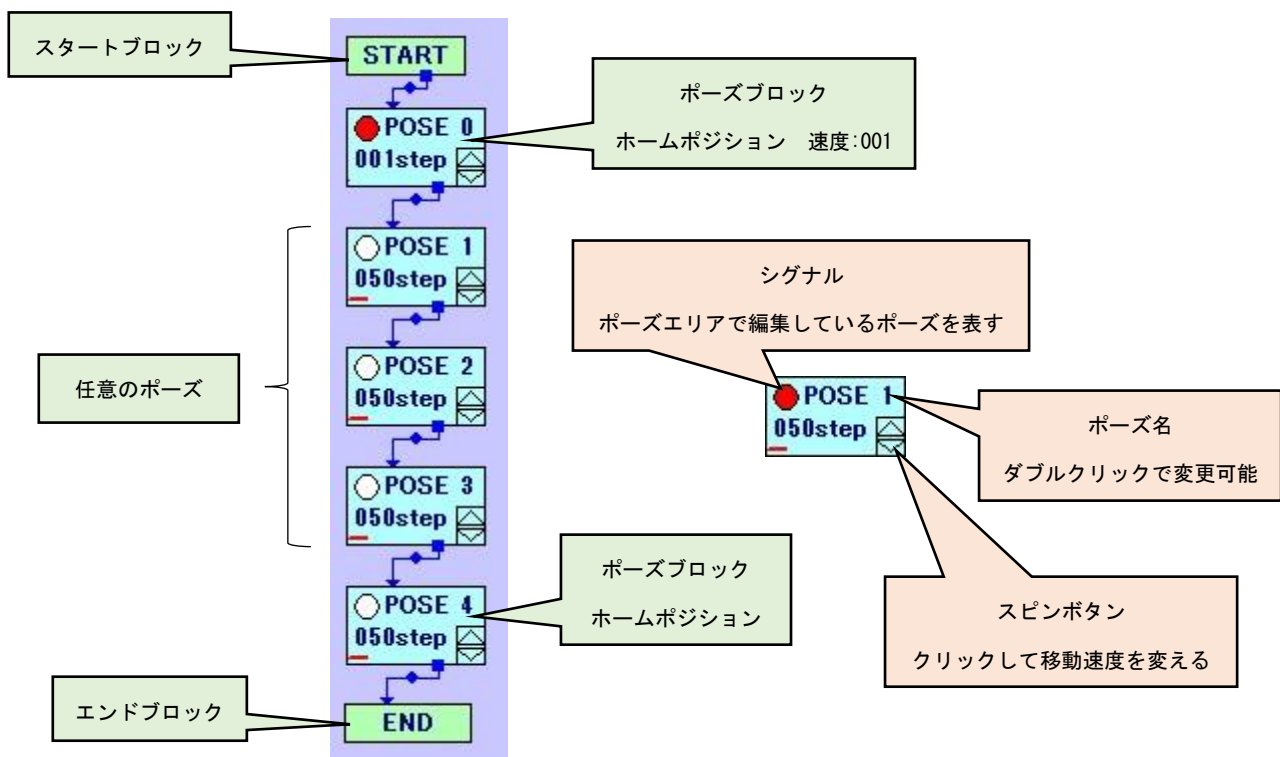 スタートブロック
START
ポーズブロック
ホームポジション　速度:001
POSE 0
001step
POSE 1
050step
シグナル
ポーズエリアで編集しているポーズを表す
任意のポーズ
POSE 2
050step
POSE 1
050step
ポーズ名
ダブルクリックで変更可能
POSE 3
050step
ポーズブロック
ホームポジション
POSE 4
050step
スピンボタン
クリックして移動速度を変える
エンドブロック
END